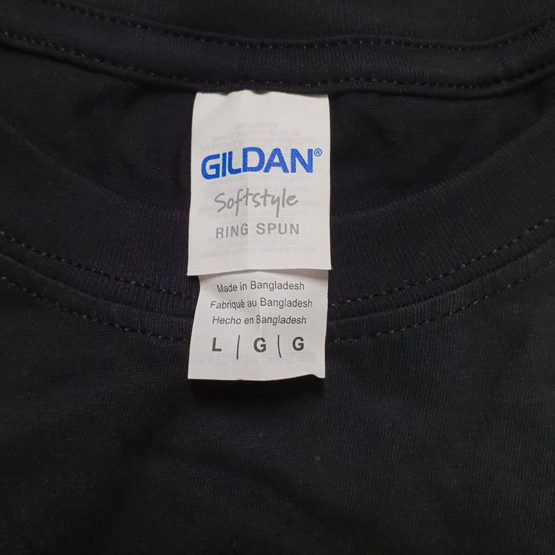 GILDAN®
Softstyle
RING SPUN
Made in Bangladesh
Fabriqué au Bangladesh
Hecho en Bangladesh
L | G | G